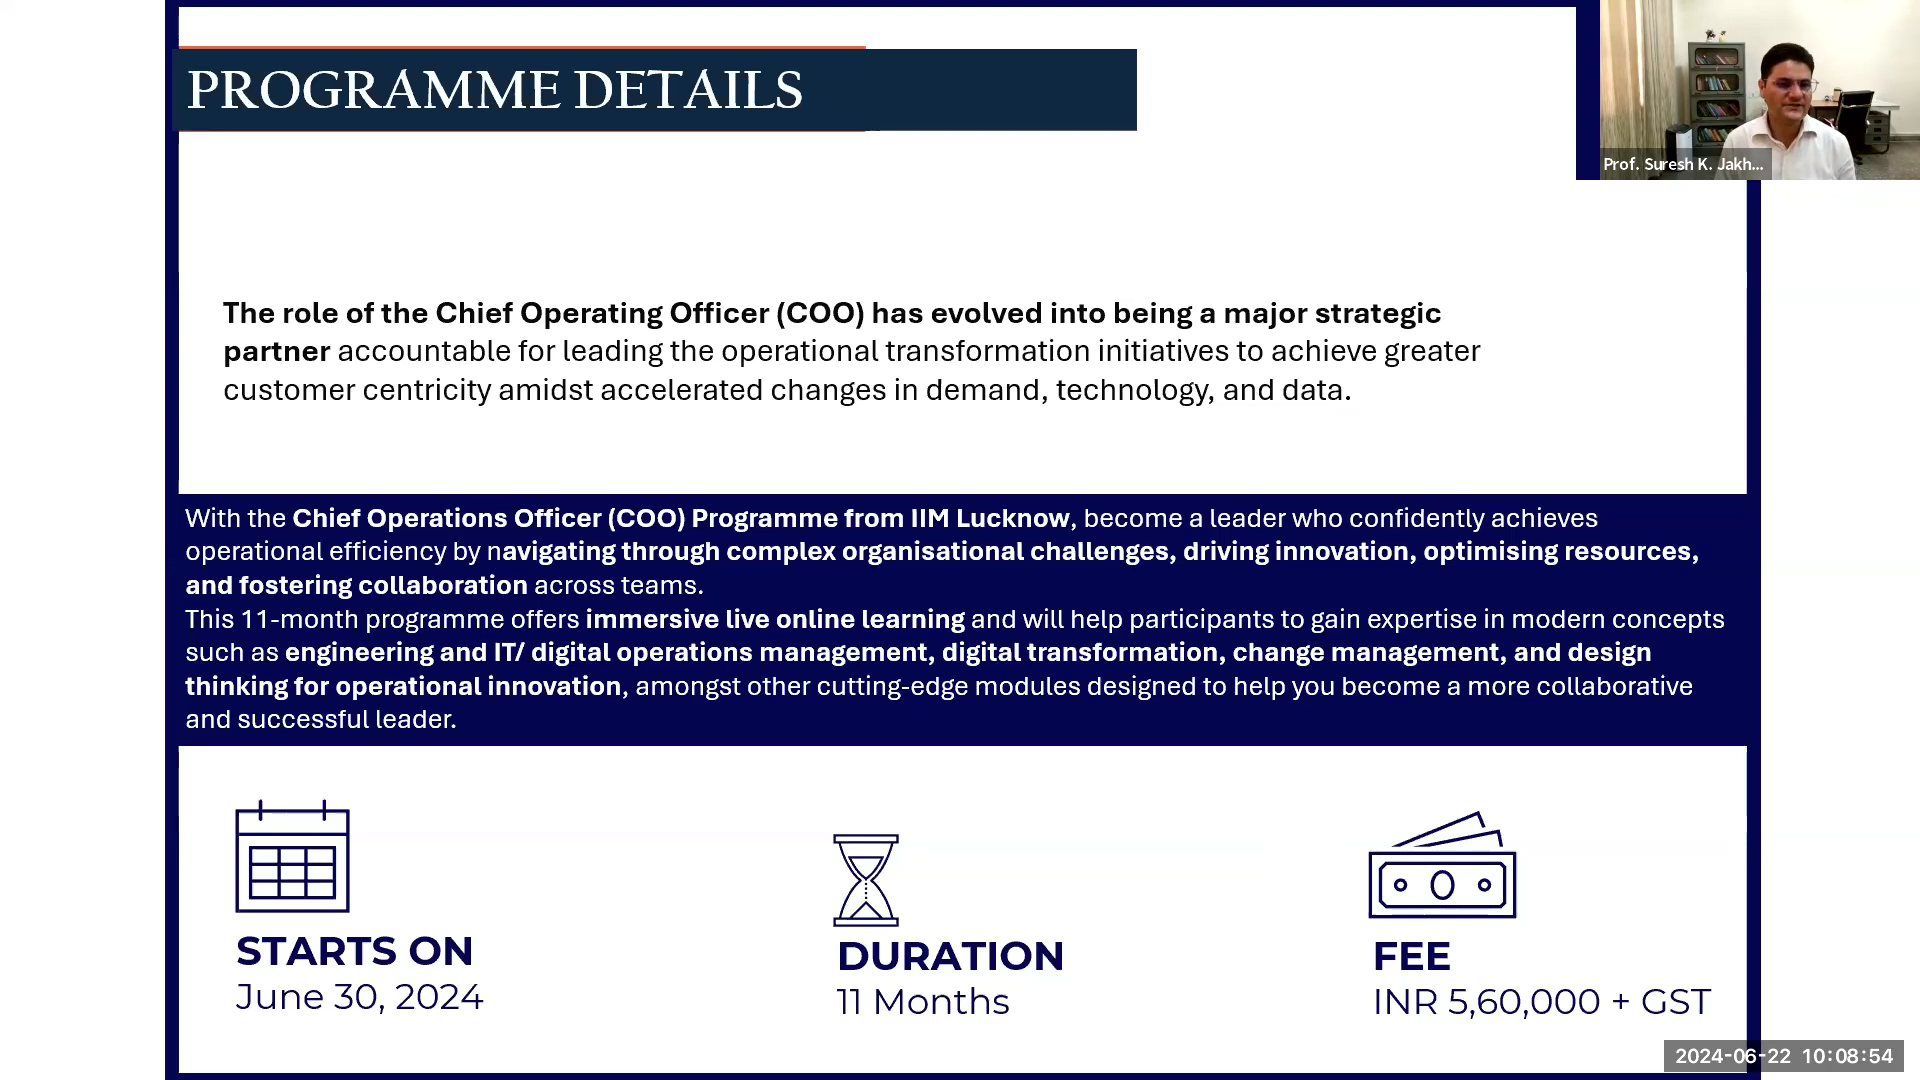 PROGRAMME DETAILS
Prof. Suresh K. Jakh...
The role of the Chief Operating Officer (COO) has evolved into being a major strategic
partner accountable for leading the operational transformation initiatives to achieve greater
customer centricity amidst accelerated changes in demand, technology, and data.
With the Chief Operations Officer (COO) Programme from IIM Lucknow, become a leader who confidently achieves
operational efficiency by navigating through complex organisational challenges, driving innovation, optimising resources,
and fostering collaboration across teams.
This 11-month programme offers immersive live online learning and will help participants to gain expertise in modern concepts
such as engineering and IT/ digital operations management, digital transformation, change management, and design
thinking for operational innovation, amongst other cutting-edge modules designed to help you become a more collaborative
and successful leader.
STARTS ON
June 30, 2024
DURATION
11 Months
FEE
INR 5,60,000 + GST
2024-06-22 10:08:54